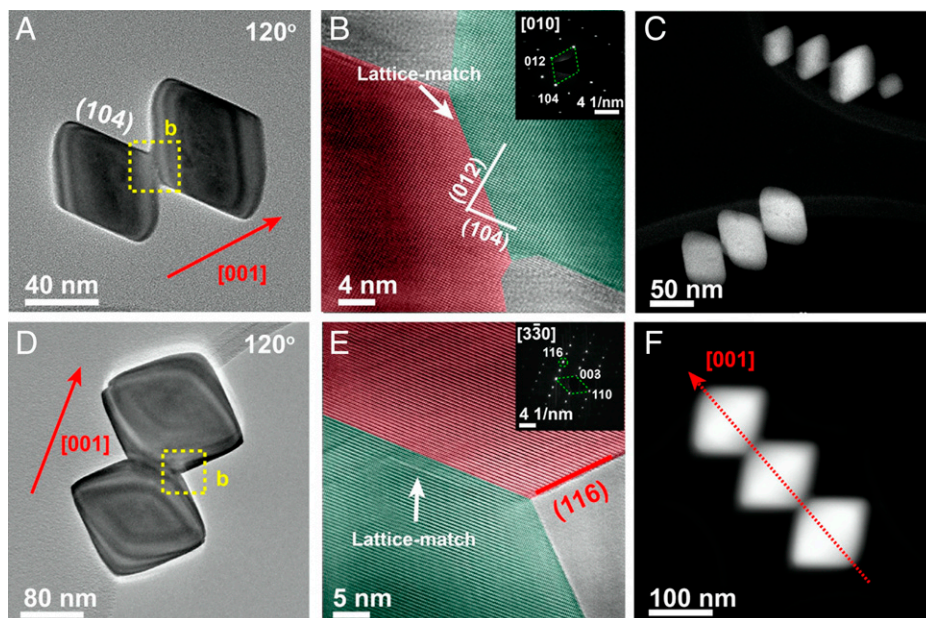 A
120°
(104)
b
[001]
40 nm
B
[010]
Lattice-match
012
104
4 1/nm
(012)
(104)
4 nm
C
50 nm
D
120°
[001]
b
80 nm
E
[33̅0]
116
003
110
4 1/nm
(116)
Lattice-match
5 nm
F
[001]
100 nm